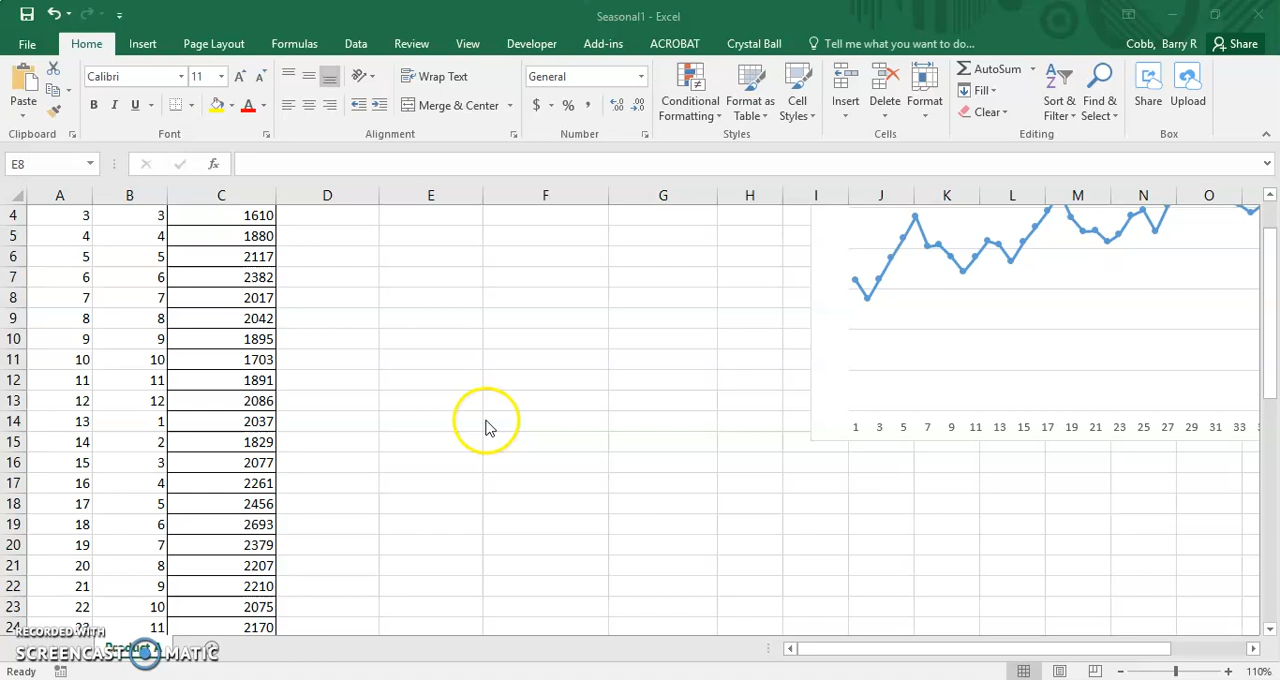 Seasonal1 - Excel
File Home Insert Page Layout Formulas Data Review View Developer Add-ins ACROBAT Crystal Ball Tell me what you want to do... Cobb, Barry R Share
Paste Calibri 11 Wrap Text General AutoSum
B I U Merge & Center $ % Conditional Formatting Format as Table Cell Styles Insert Delete Format Fill Clear Sort & Filter Find & Select Share Upload
Clipboard Font Alignment Number Styles Cells Editing Box
E8 fx
A B C D E F G H I J K L M N O
4 3 3 1610
5 4 4 1880
6 5 5 2117
7 6 6 2382
8 7 7 2017
9 8 8 2042
10 9 9 1895
11 10 10 1703
12 11 11 1891
13 12 12 2086
14 13 1 2037
15 14 2 1829
16 15 3 2077
17 16 4 2261
18 17 5 2456
19 18 6 2693
20 19 7 2379
21 20 8 2207
22 21 9 2210
23 22 10 2075
24 23 11 2170
1 3 5 7 9 11 13 15 17 19 21 23 25 27 29 31 33
RECORDED WITH
SCREENCAST-O-MATIC
Ready 110%